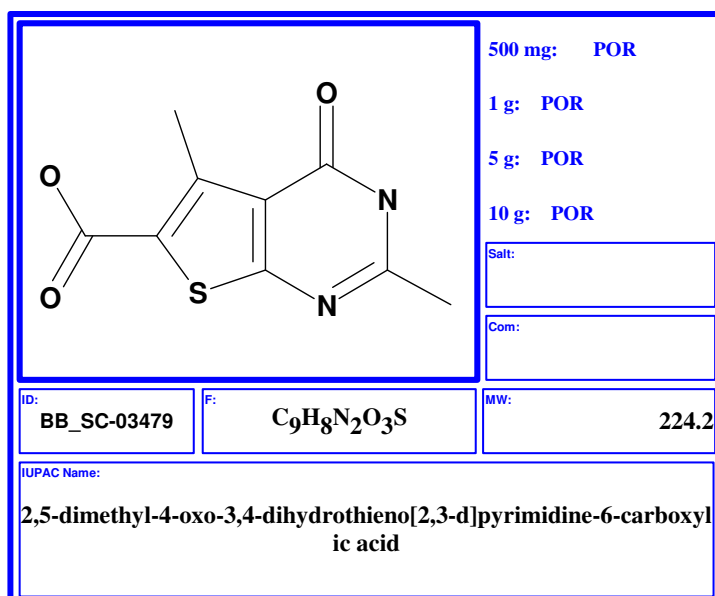 500 mg: POR
1 g: POR
5 g: POR
10 g: POR
O
O
O
N
S
N
Salt:
Com:
ID:
BB_SC-03479
F:
C9H8N2O3S
MW:
224.2
IUPAC Name:
2,5-dimethyl-4-oxo-3,4-dihydrothieno[2,3-d]pyrimidine-6-carboxyl
ic acid